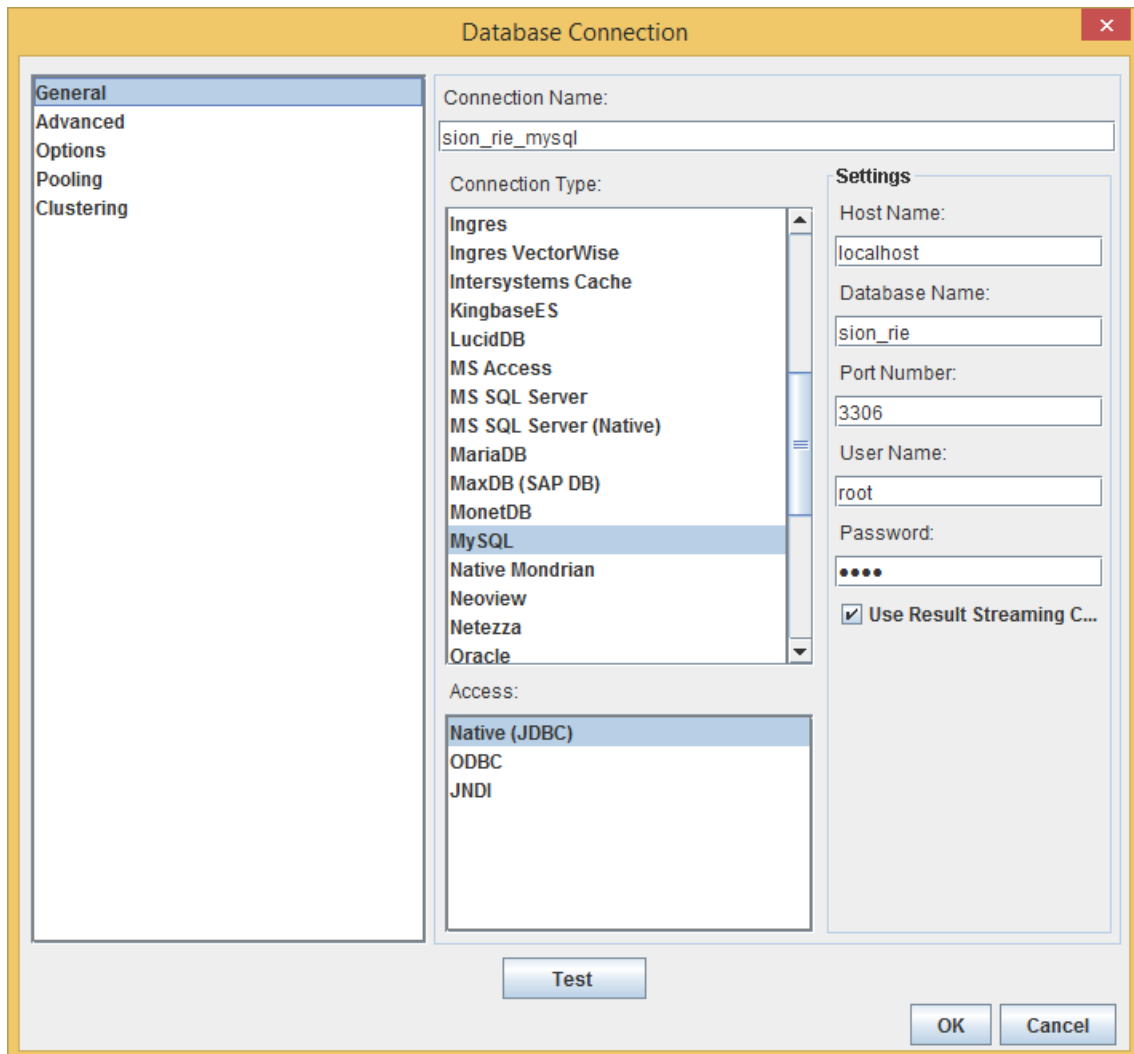 Database Connection
General
Advanced
Options
Pooling
Clustering
Connection Name:
sion_rie_mysql
Connection Type:
Ingres
Ingres VectorWise
Intersystems Cache
KingbaseES
LucidDB
MS Access
MS SQL Server
MS SQL Server (Native)
MariaDB
MaxDB (SAP DB)
MonetDB
MySQL
Native Mondrian
Neoview
Netezza
Oracle
Access:
Native (JDBC)
ODBC
JNDI
Settings
Host Name:
localhost
Database Name:
sion_rie
Port Number:
3306
User Name:
root
Password:
●●●●
Use Result Streaming C...
Test
OK
Cancel